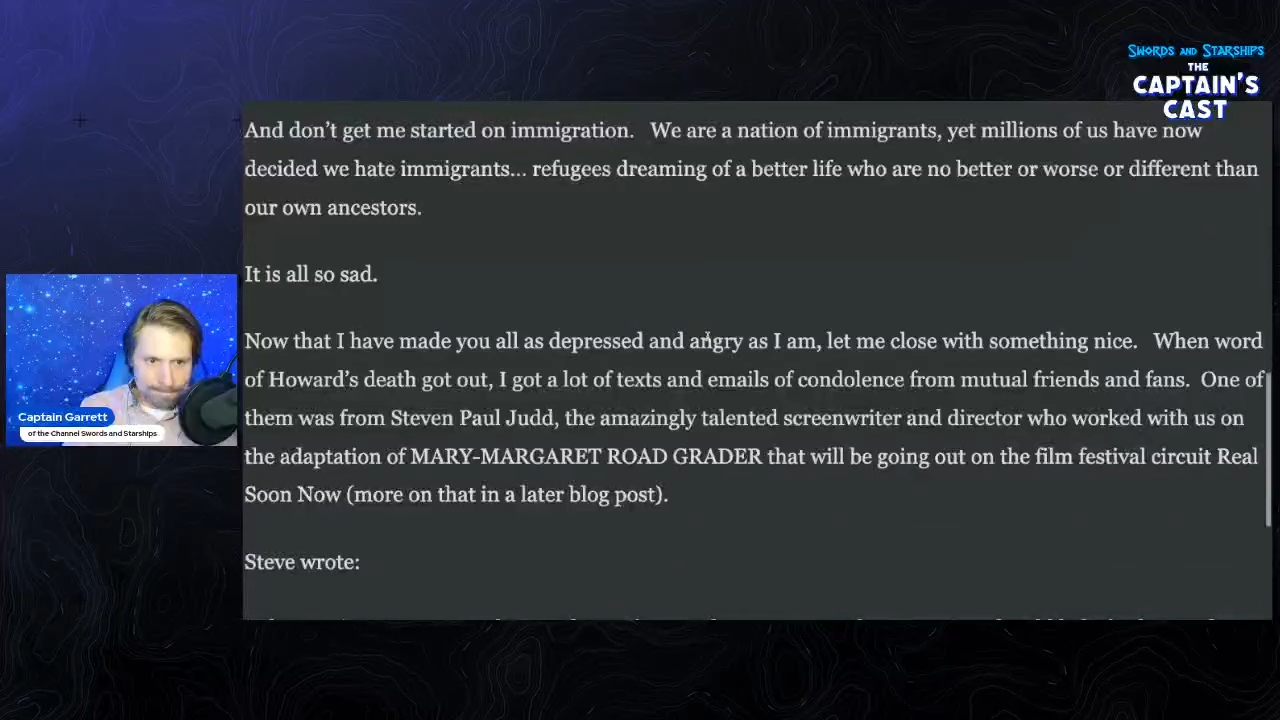 Swords and Starships
THE
CAPTAIN'S
CAST
And don't get me started on immigration. We are a nation of immigrants, yet millions of us have now
decided we hate immigrants… refugees dreaming of a better life who are no better or worse or different than
our own ancestors.
It is all so sad.
Now that I have made you all as depressed and angry as I am, let me close with something nice. When word
of Howard's death got out, I got a lot of texts and emails of condolence from mutual friends and fans. One of
them was from Steven Paul Judd, the amazingly talented screenwriter and director who worked with us on
the adaptation of MARY-MARGARET ROAD GRADER that will be going out on the film festival circuit Real
Soon Now (more on that in a later blog post).
Steve wrote:
Captain Garrett
of the Channel Swords and Starships